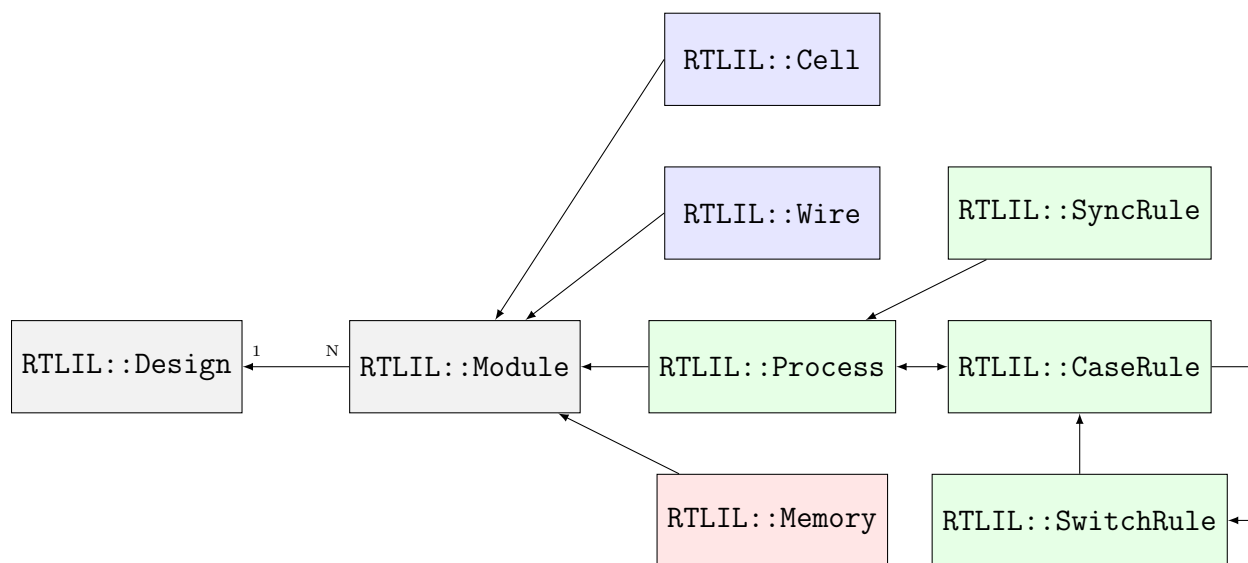 RTLIL::Cell
RTLIL::Wire
RTLIL::SyncRule
RTLIL::Design
1
N
RTLIL::Module
RTLIL::Process
RTLIL::CaseRule
RTLIL::Memory
RTLIL::SwitchRule